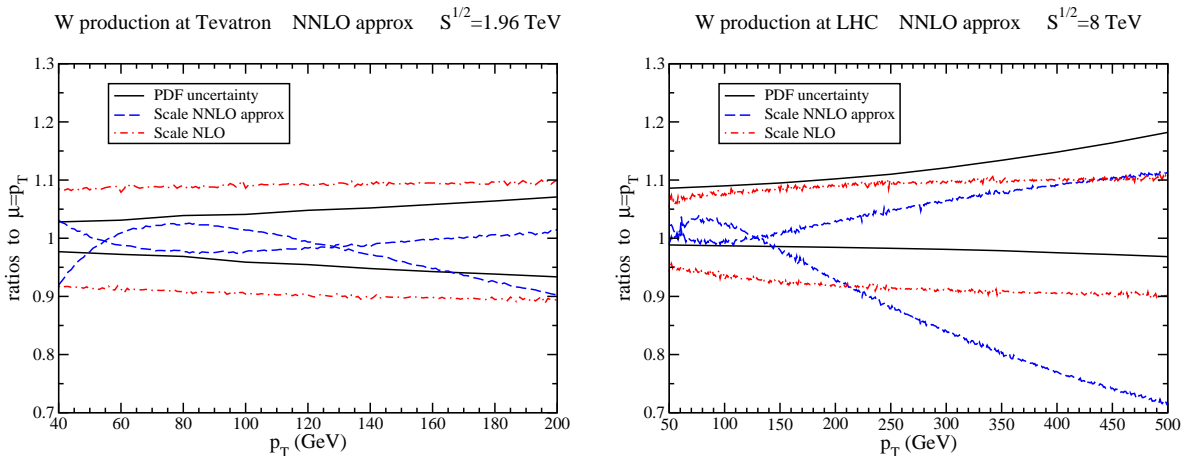 W production at Tevatron NNLO approx S^1/2=1.96 TeV
ratios to μ=p_T
1.3
1.2
1.1
1
0.9
0.8
0.7
PDF uncertainty
Scale NNLO approx
Scale NLO
40 60 80 100 120 140 160 180 200
p_T (GeV)
W production at LHC NNLO approx S^1/2=8 TeV
ratios to μ=p_T
1.3
1.2
1.1
1
0.9
0.8
0.7
PDF uncertainty
Scale NNLO approx
Scale NLO
50 100 150 200 250 300 350 400 450 500
p_T (GeV)